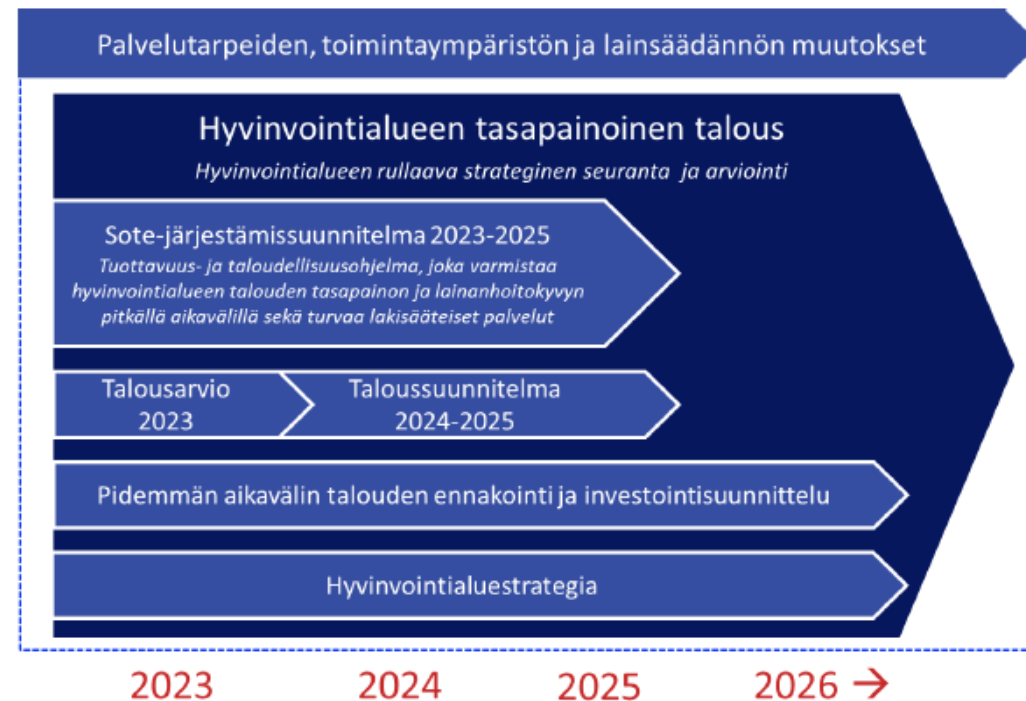 Palvelutarpeiden, toimintaympäristön ja lainsäädännön muutokset
Hyvinvointialueen tasapainoinen talous
Hyvinvointialueen rullaava strateginen seuranta ja arviointi
Sote-järjestämissuunnitelma 2023-2025
Tuottavuus- ja taloudellisuusohjelma, joka varmistaa
hyvinvointialueen talouden tasapainon ja lainanhoitokyvyn
pitkällä aikavälillä sekä turvaa lakisääteiset palvelut
Talousarvio
2023
Taloussuunnitelma
2024-2025
Pidemmän aikavälin talouden ennakointi ja investointisuunnittelu
Hyvinvointialuestrategia
2023 2024 2025 2026 →